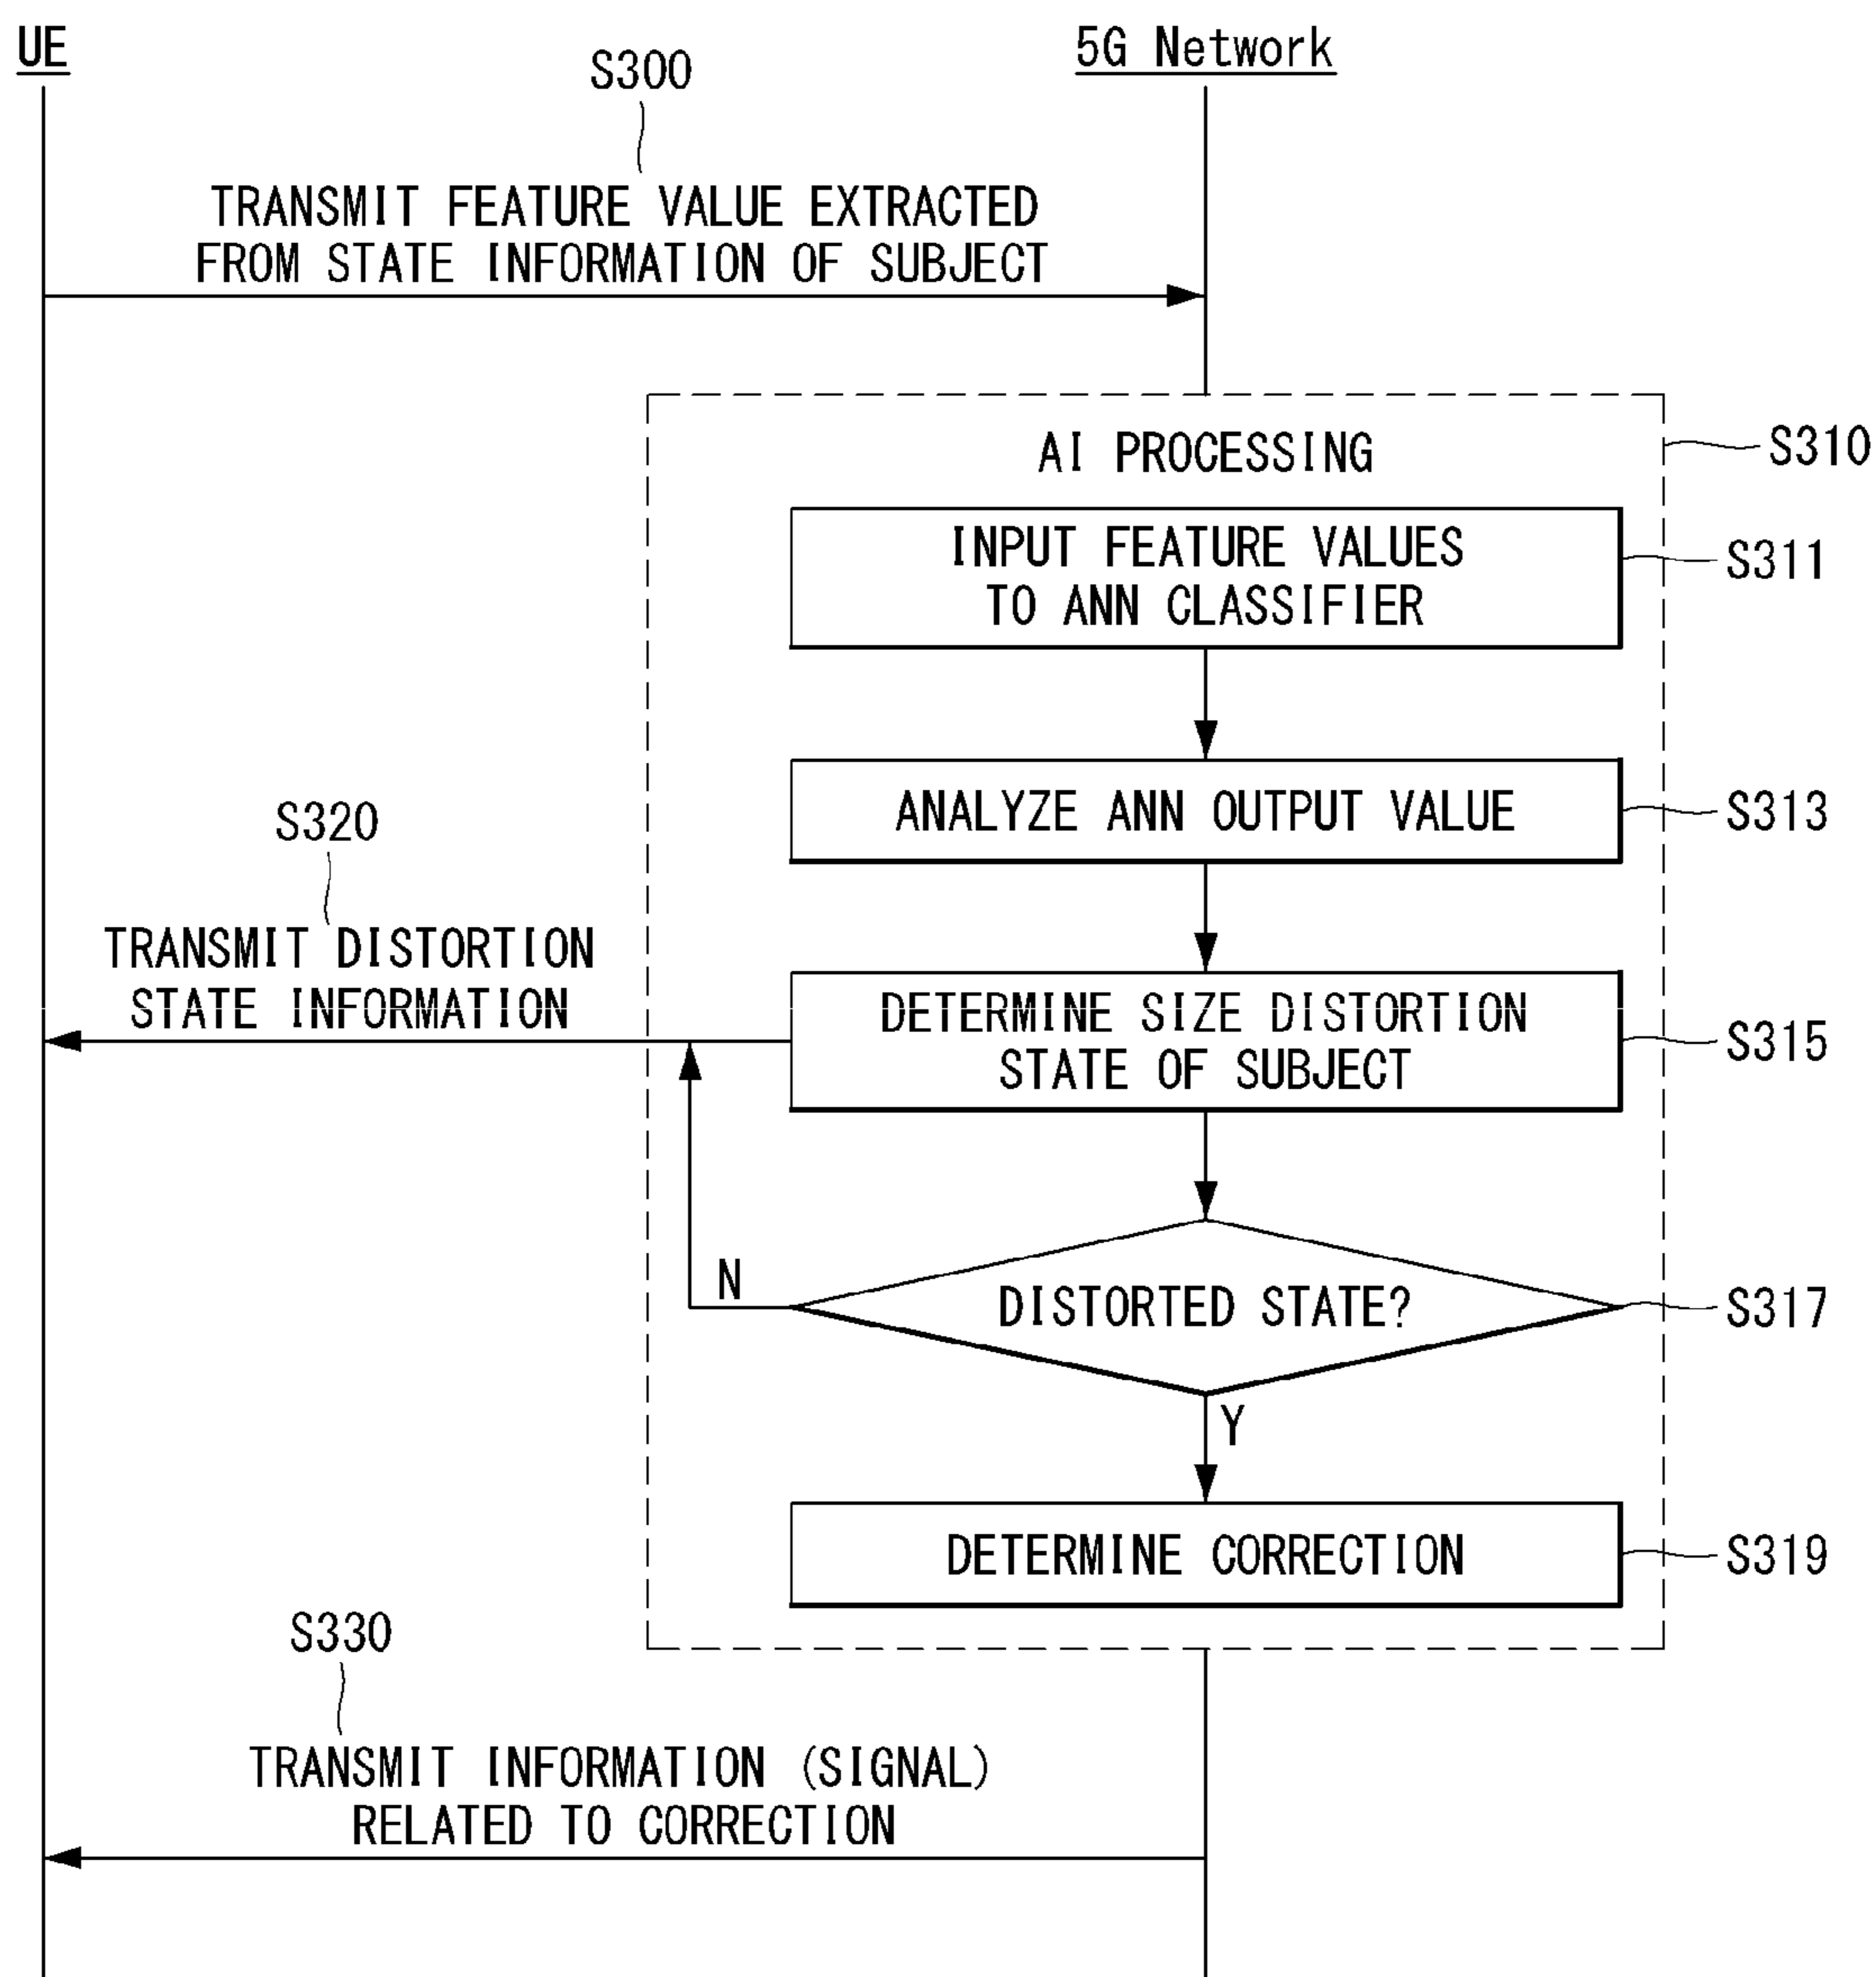 UE
5G Network
S300
TRANSMIT FEATURE VALUE EXTRACTED
FROM STATE INFORMATION OF SUBJECT
AI PROCESSING
S310
INPUT FEATURE VALUES
TO ANN CLASSIFIER
S311
ANALYZE ANN OUTPUT VALUE
S313
S320
TRANSMIT DISTORTION
STATE INFORMATION
DETERMINE SIZE DISTORTION
STATE OF SUBJECT
S315
N
DISTORTED STATE?
S317
Y
DETERMINE CORRECTION
S319
S330
TRANSMIT INFORMATION (SIGNAL)
RELATED TO CORRECTION